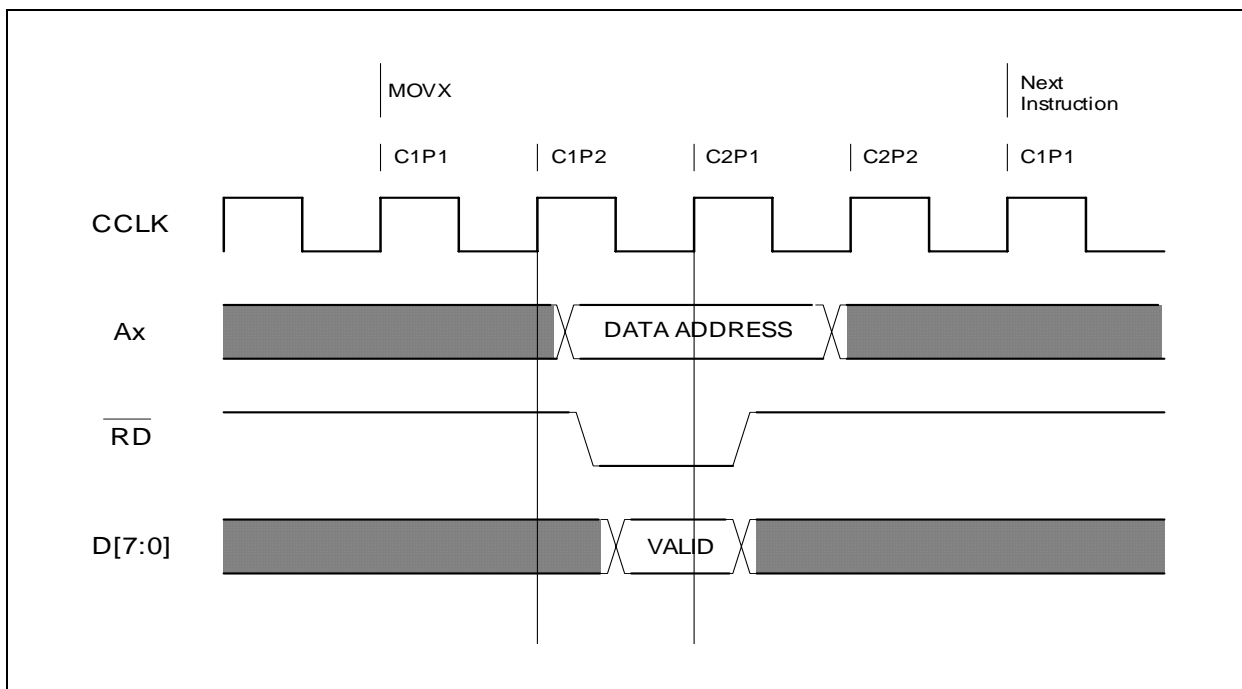 MOVX
Next
Instruction
C1P1 C1P2 C2P1 C2P2 C1P1
CCLK
Ax DATA ADDRESS
RD
D[7:0] VALID